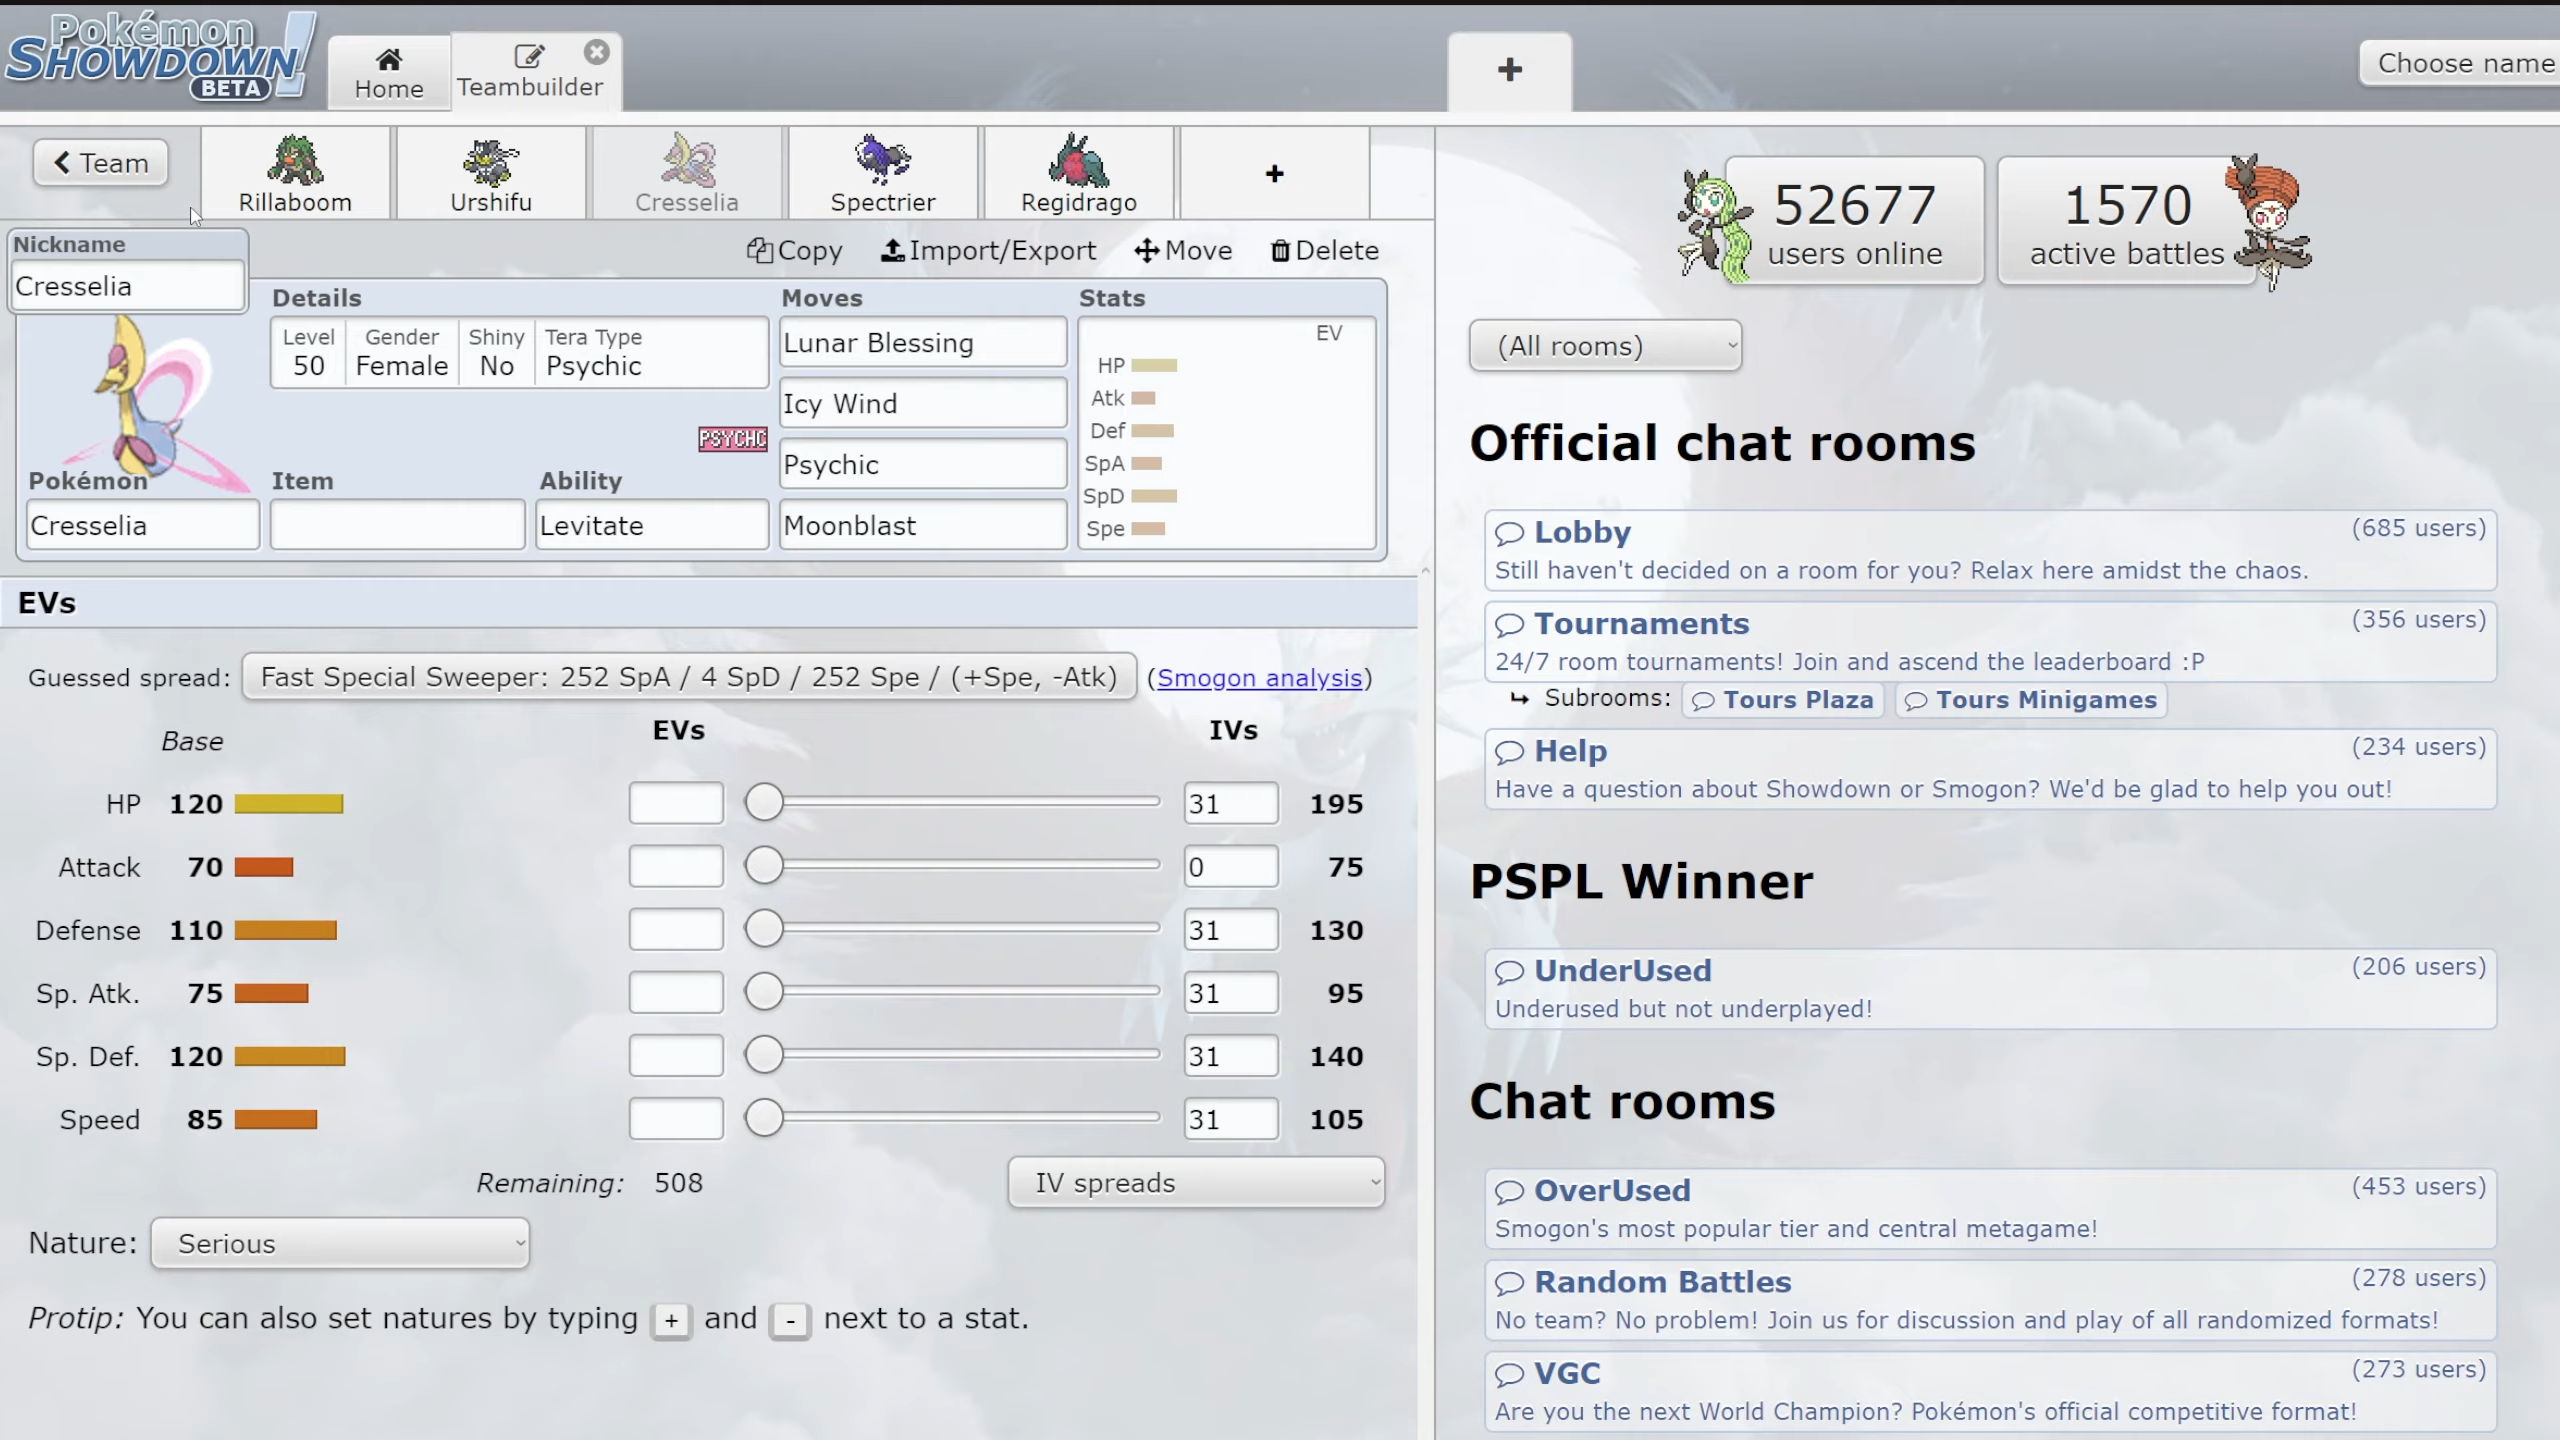 Pokémon
SHOWDOWN!
BETA
Home
Teambuilder
+
Choose name
Team
Rillaboom
Urshifu
Cresselia
Spectrier
Regidrago
+
Copy
Import/Export
Move
Delete
Nickname
Cresselia
Details
Moves
Stats
Level
50
Gender
Female
Shiny
No
Tera Type
Psychic
PSYCHC
Pokémon
Cresselia
Item
Ability
Levitate
Lunar Blessing
Icy Wind
Psychic
Moonblast
EV
HP
Atk
Def
SpA
SpD
Spe
EVs
Guessed spread: Fast Special Sweeper: 252 SpA / 4 SpD / 252 Spe / (+Spe, -Atk) (Smogon analysis)
Base EVs IVs
HP 120 31 195
Attack 70 0 75
Defense 110 31 130
Sp. Atk. 75 31 95
Sp. Def. 120 31 140
Speed 85 31 105
Remaining: 508 IV spreads
Nature: Serious
Protip: You can also set natures by typing + and - next to a stat.
52677
users online
1570
active battles
(All rooms)
Official chat rooms
Lobby (685 users)
Still haven't decided on a room for you? Relax here amidst the chaos.
Tournaments (356 users)
24/7 room tournaments! Join and ascend the leaderboard :P
Subrooms: Tours Plaza Tours Minigames
Help (234 users)
Have a question about Showdown or Smogon? We'd be glad to help you out!
PSPL Winner
UnderUsed (206 users)
Underused but not underplayed!
Chat rooms
OverUsed (453 users)
Smogon's most popular tier and central metagame!
Random Battles (278 users)
No team? No problem! Join us for discussion and play of all randomized formats!
VGC (273 users)
Are you the next World Champion? Pokémon's official competitive format!